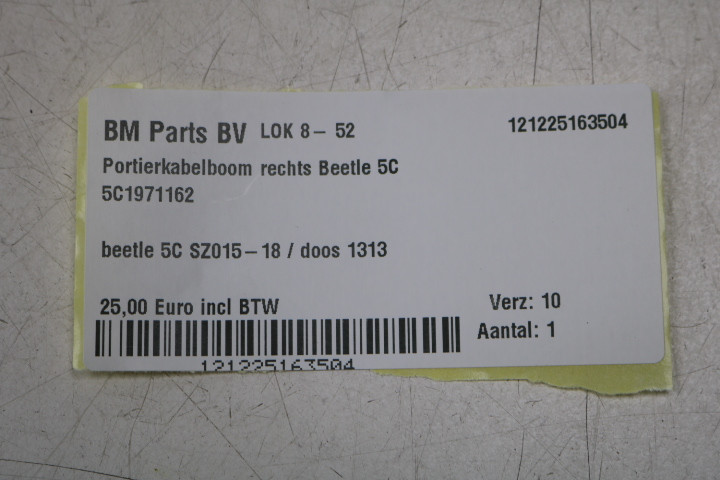 BM Parts BV LOK 8- 52 121225163504
Portierkabelboom rechts Beetle 5C
5C1971162
beetle 5C SZ015-18 / doos 1313
25,00 Euro incl BTW Verz: 10
Aantal: 1
121225163504